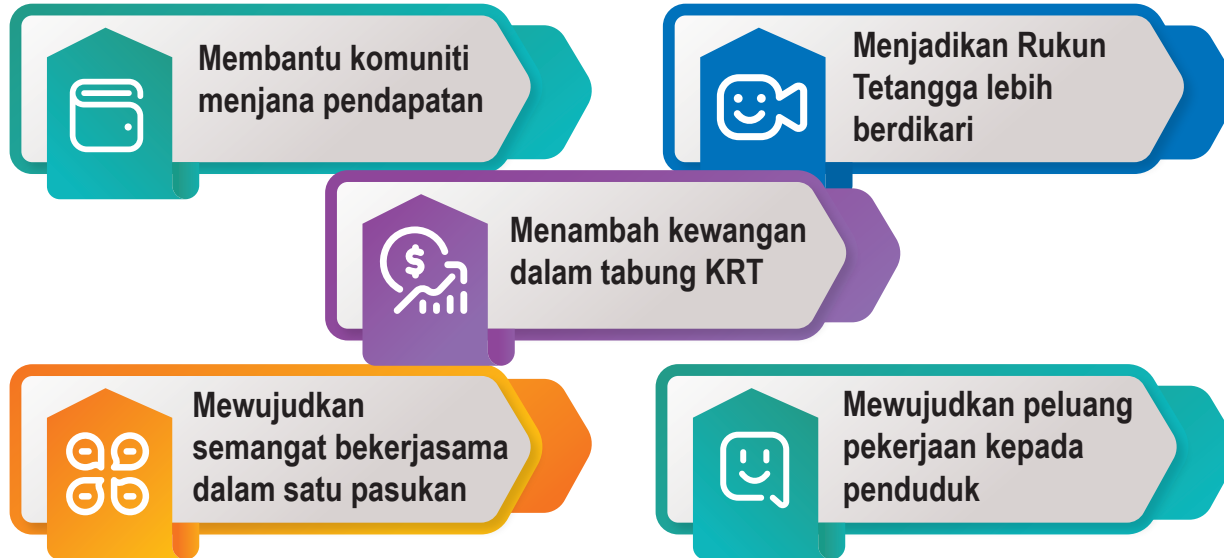 Membantu komuniti
menjana pendapatan
Menjadikan Rukun
Tetangga lebih
berdikari
Menambah kewangan
dalam tabung KRT
Mewujudkan
semangat bekerjasama
dalam satu pasukan
Mewujudkan peluang
pekerjaan kepada
penduduk